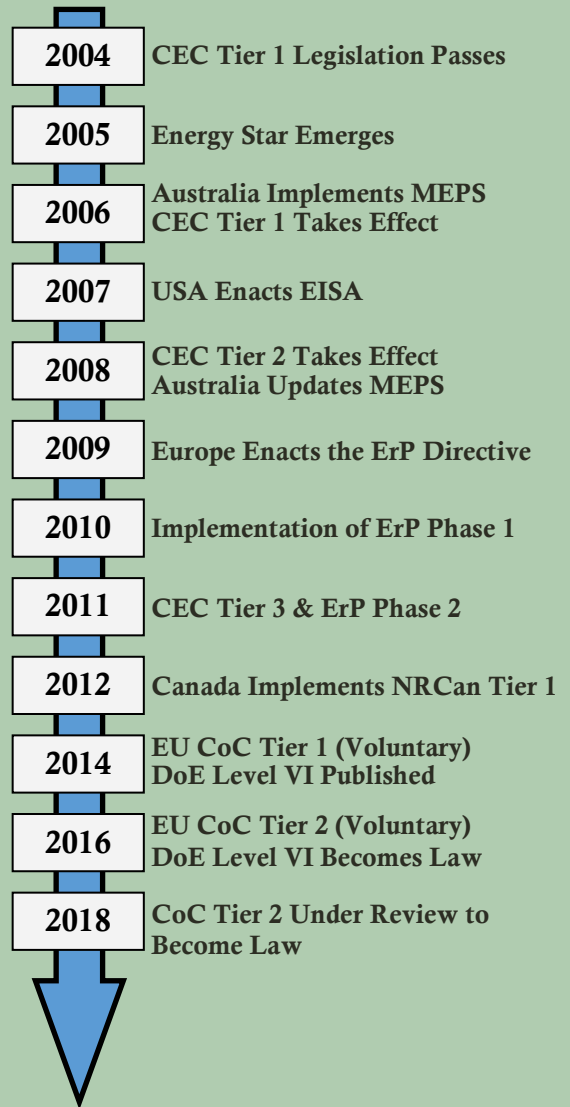 2004
CEC Tier 1 Legislation Passes
2005
Energy Star Emerges
2006
Australia Implements MEPS
CEC Tier 1 Takes Effect
2007
USA Enacts EISA
2008
CEC Tier 2 Takes Effect
Australia Updates MEPS
2009
Europe Enacts the ErP Directive
2010
Implementation of ErP Phase 1
2011
CEC Tier 3 & ErP Phase 2
2012
Canada Implements NRCan Tier 1
2014
EU CoC Tier 1 (Voluntary)
DoE Level VI Published
2016
EU CoC Tier 2 (Voluntary)
DoE Level VI Becomes Law
2018
CoC Tier 2 Under Review to
Become Law